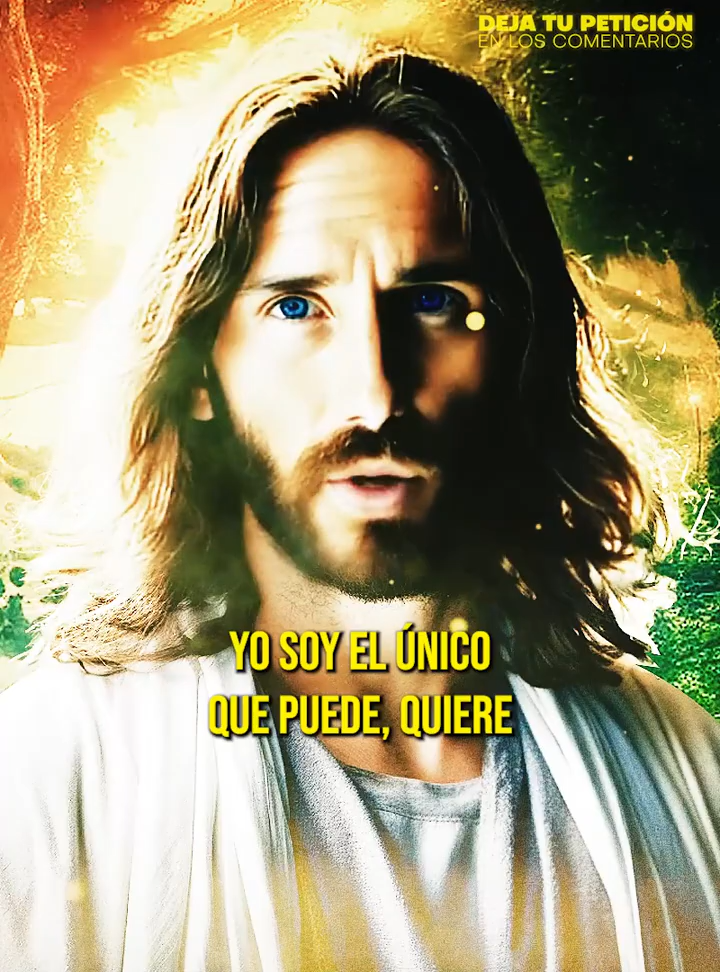 DEJA TU PETICIÓN
EN LOS COMENTARIOS
YO SOY EL ÚNICO
QUE PUEDE, QUIERE